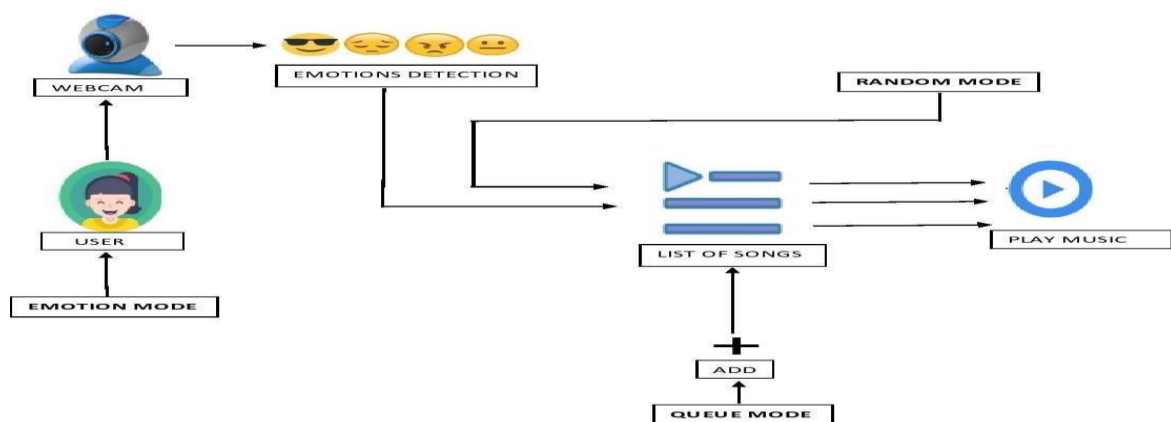 WEBCAM
EMOTIONS DETECTION
RANDOM MODE
USER
LIST OF SONGS
PLAY MUSIC
EMOTION MODE
ADD
QUEUE MODE